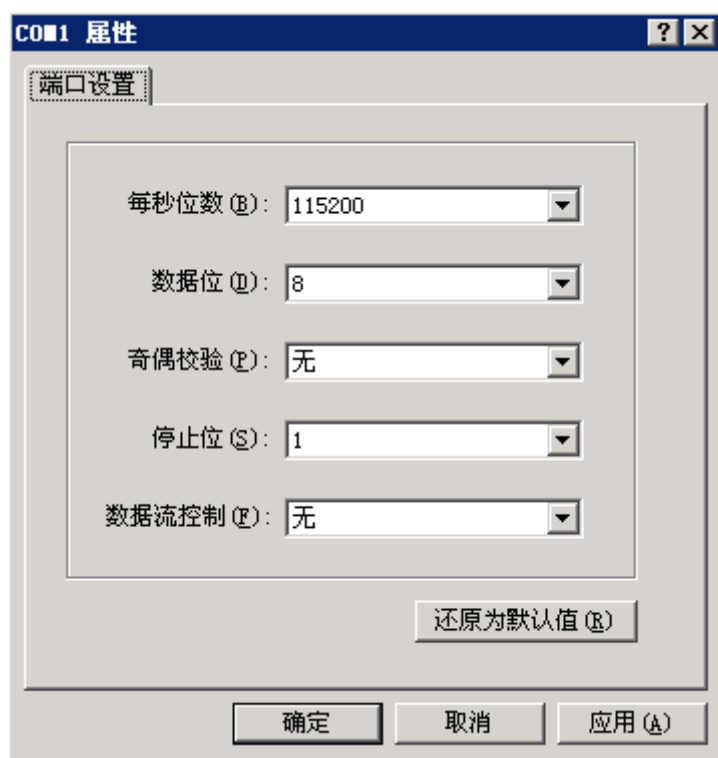 COM1 属性
端口设置
每秒位数(B): 115200
数据位(D): 8
奇偶校验(P): 无
停止位(S): 1
数据流控制(F): 无
还原为默认值(R)
确定 取消 应用(A)